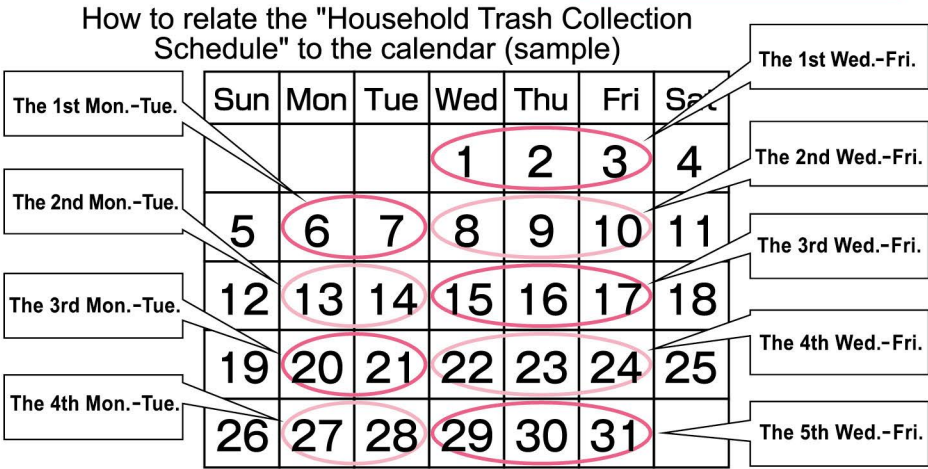 How to relate the "Household Trash Collection
Schedule" to the calendar (sample)
The 1st Mon.-Tue.
The 2nd Mon.-Tue.
The 3rd Mon.-Tue.
The 4th Mon.-Tue.
Sun Mon Tue Wed Thu Fri Sat
1 2 3 4
5 6 7 8 9 10 11
12 13 14 15 16 17 18
19 20 21 22 23 24 25
26 27 28 29 30 31
The 1st Wed.-Fri.
The 2nd Wed.-Fri.
The 3rd Wed.-Fri.
The 4th Wed.-Fri.
The 5th Wed.-Fri.